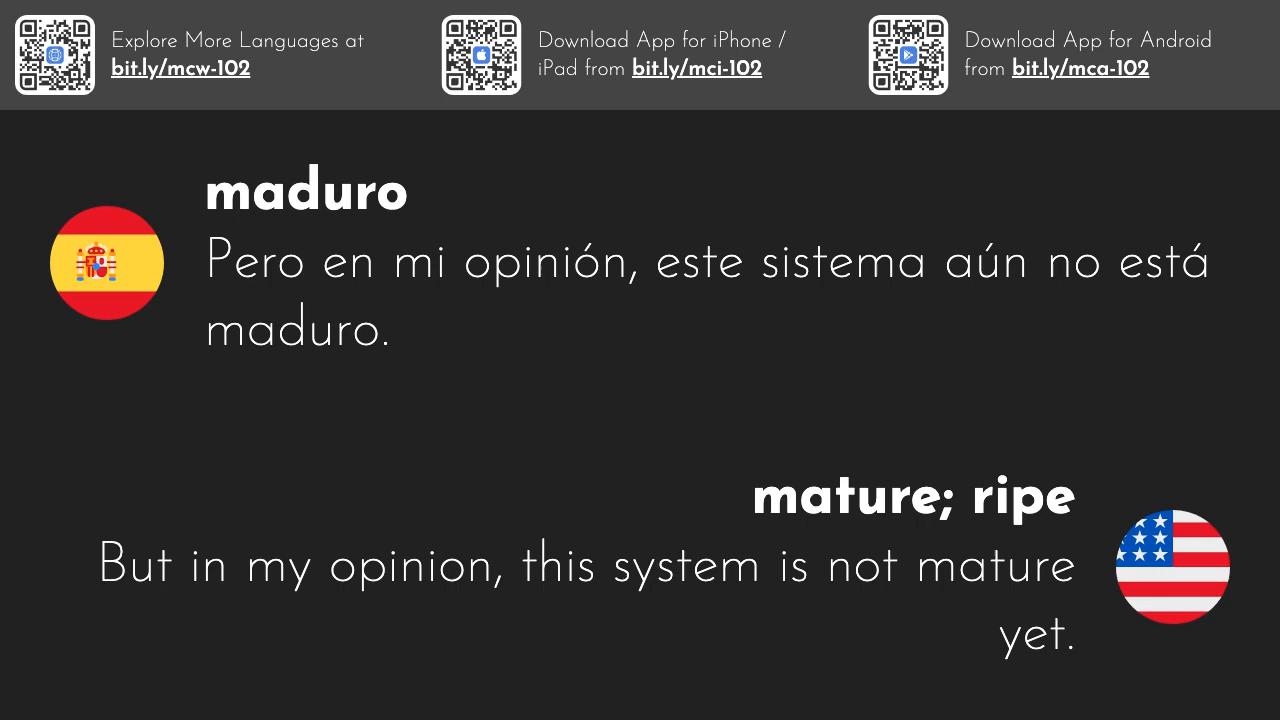 Explore More Languages at
bit.ly/mcw-102
Download App for iPhone /
iPad from bit.ly/mci-102
Download App for Android
from bit.ly/mca-102
maduro
Pero en mi opinión, este sistema aún no está
maduro.
mature; ripe
But in my opinion, this system is not mature
yet.